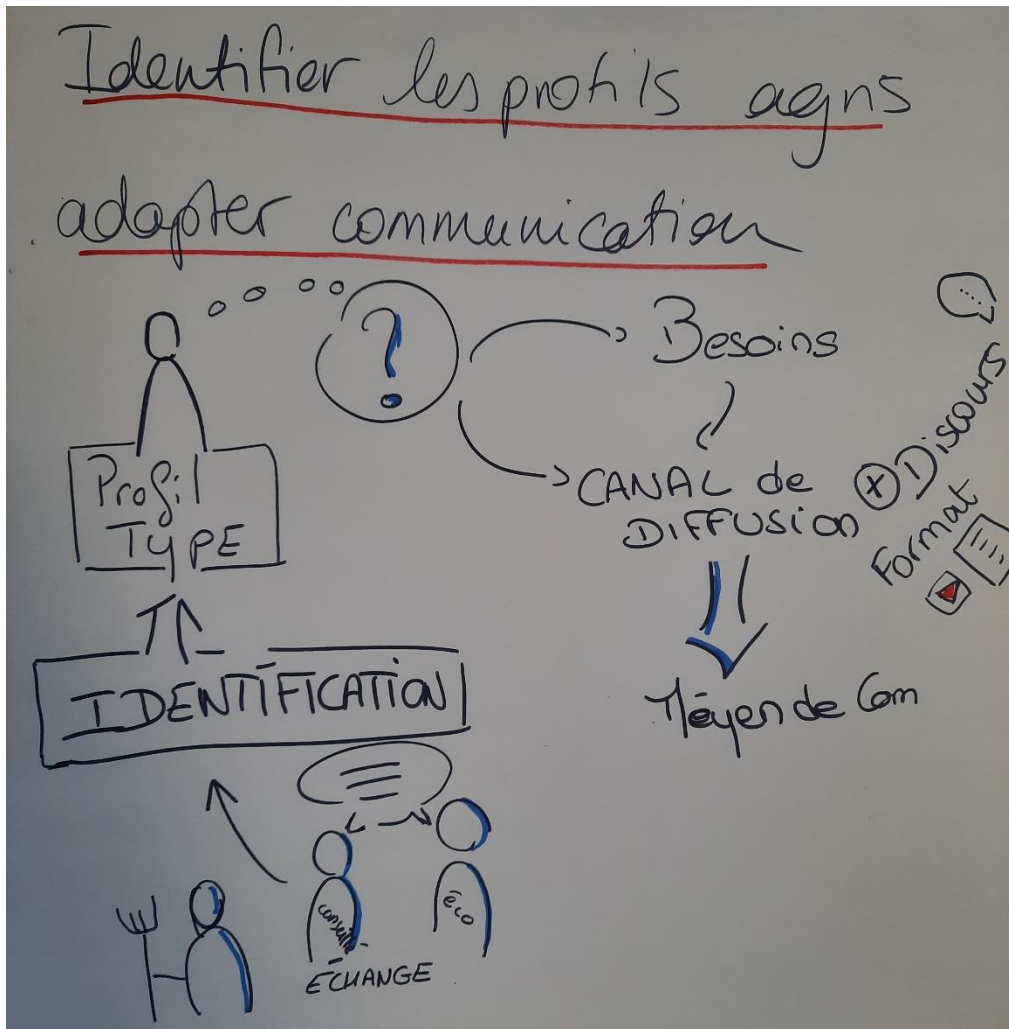 Identifier les profils agns
adapter communication
?
Besoins
Profil
TYPE
CANAL de
DIFFUSION
Discours
Format
IDENTIFICATION
Moyen de Com
éco
ÉCHANGE